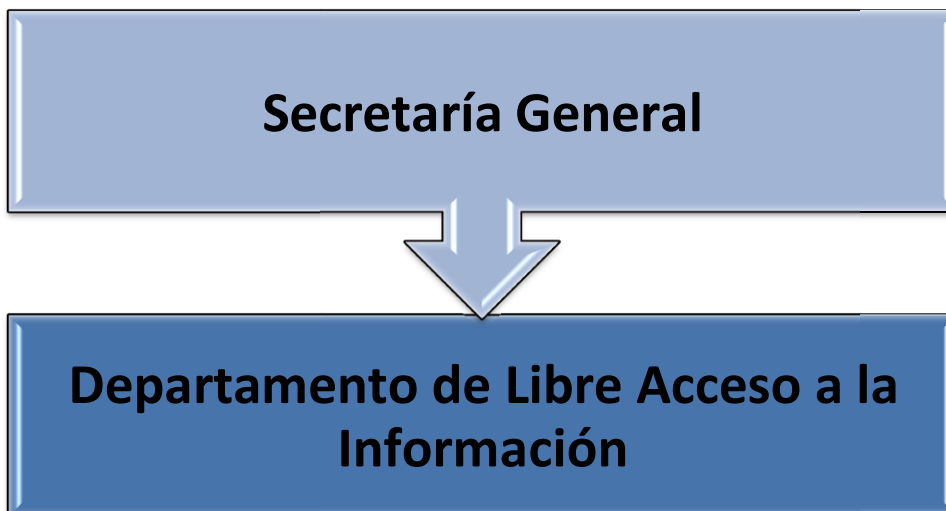 Secretaría General
Departamento de Libre Acceso a la
Información